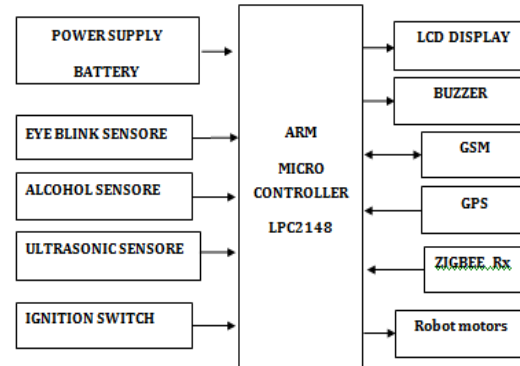 POWER SUPPLY
BATTERY
EYE BLINK SENSORE
ALCOHOL SENSORE
ULTRASONIC SENSORE
IGNITION SWITCH
ARM
MICRO
CONTROLLER
LPC2148
LCD DISPLAY
BUZZER
GSM
GPS
ZIGBEE Rx
Robot motors